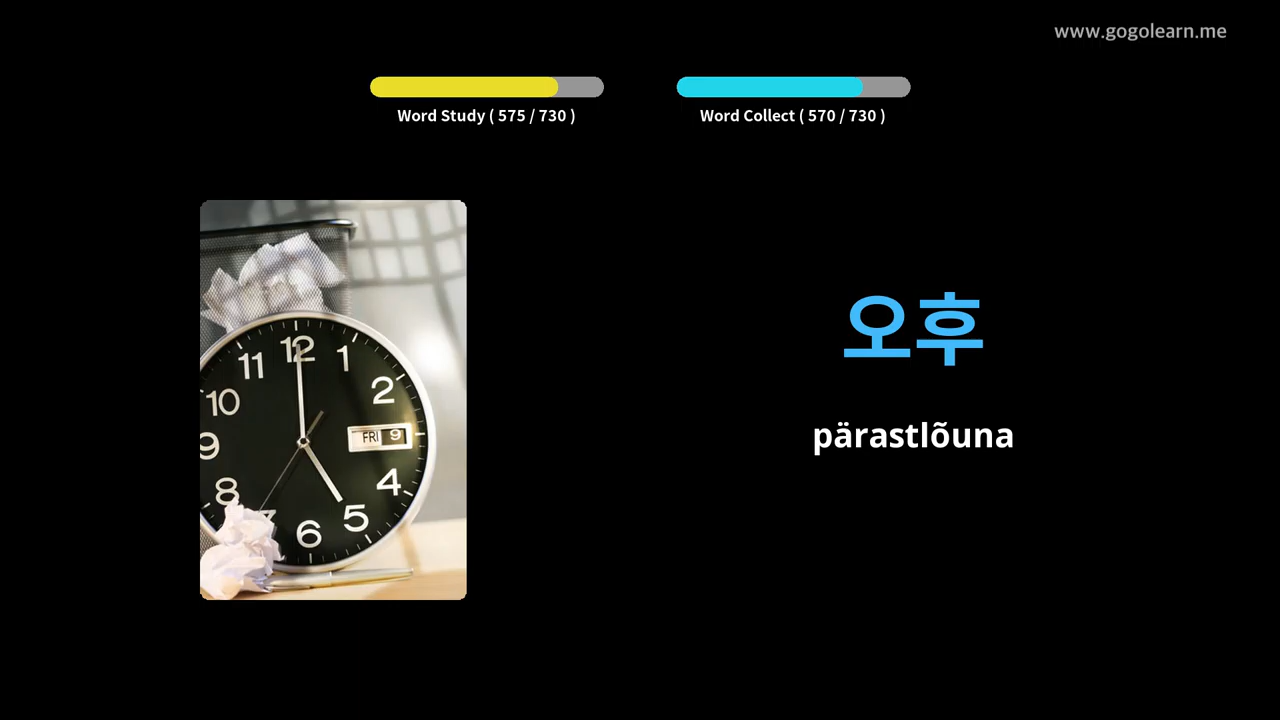 www.gogolearn.me
Word Study ( 575 / 730 )
Word Collect ( 570 / 730 )
12
11
1
10
2
9
FRI 9
8
4
7
5
6
오후
pärastlõuna